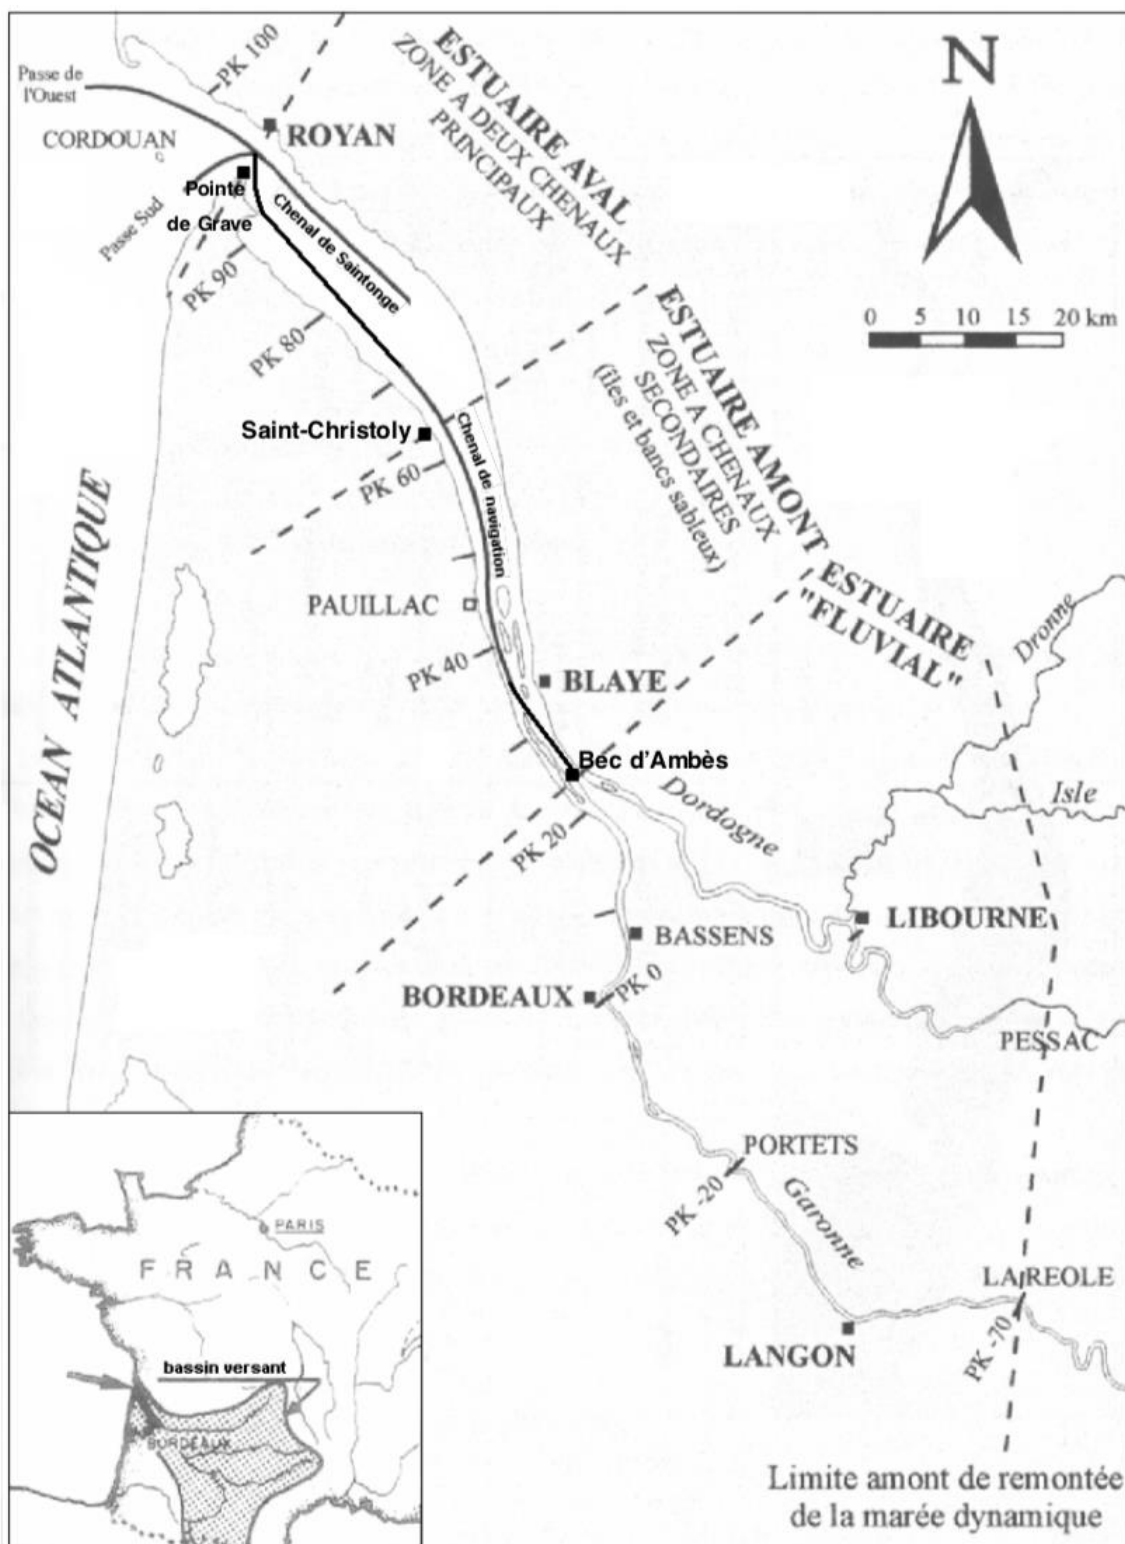 PK 100
Passe de
l'Ouest
CORDOUAN
ROYAN
Pointe
de Grave
Passe Sud
Chenal de Saintonge
ESTUAIRE AVAL
ZONE A DEUX CHENAUX
PRINCIPAUX
N
0 5 10 15 20 km
PK 90
PK 80
ESTUAIRE AMONT
ZONE A CHENAUX
SECONDAIRES
(îles et bancs sableux)
Saint-Christoly
PK 60
Chenal de navigation
OCEAN ATLANTIQUE
PAUILLAC
PK 40
BLAYE
ESTUAIRE
"FLUVIAL"
Dronne
Isle
Bec d'Ambès
Dordogne
PK 20
LIBOURNE
BASSENS
BORDEAUX
PK 0
PESSAC
PORTETS
PK -20
Garonne
LA REOLE
LANGON
PK -70
Limite amont de remontée
de la marée dynamique
PARIS
FRANCE
bassin versant
BORDEAUX